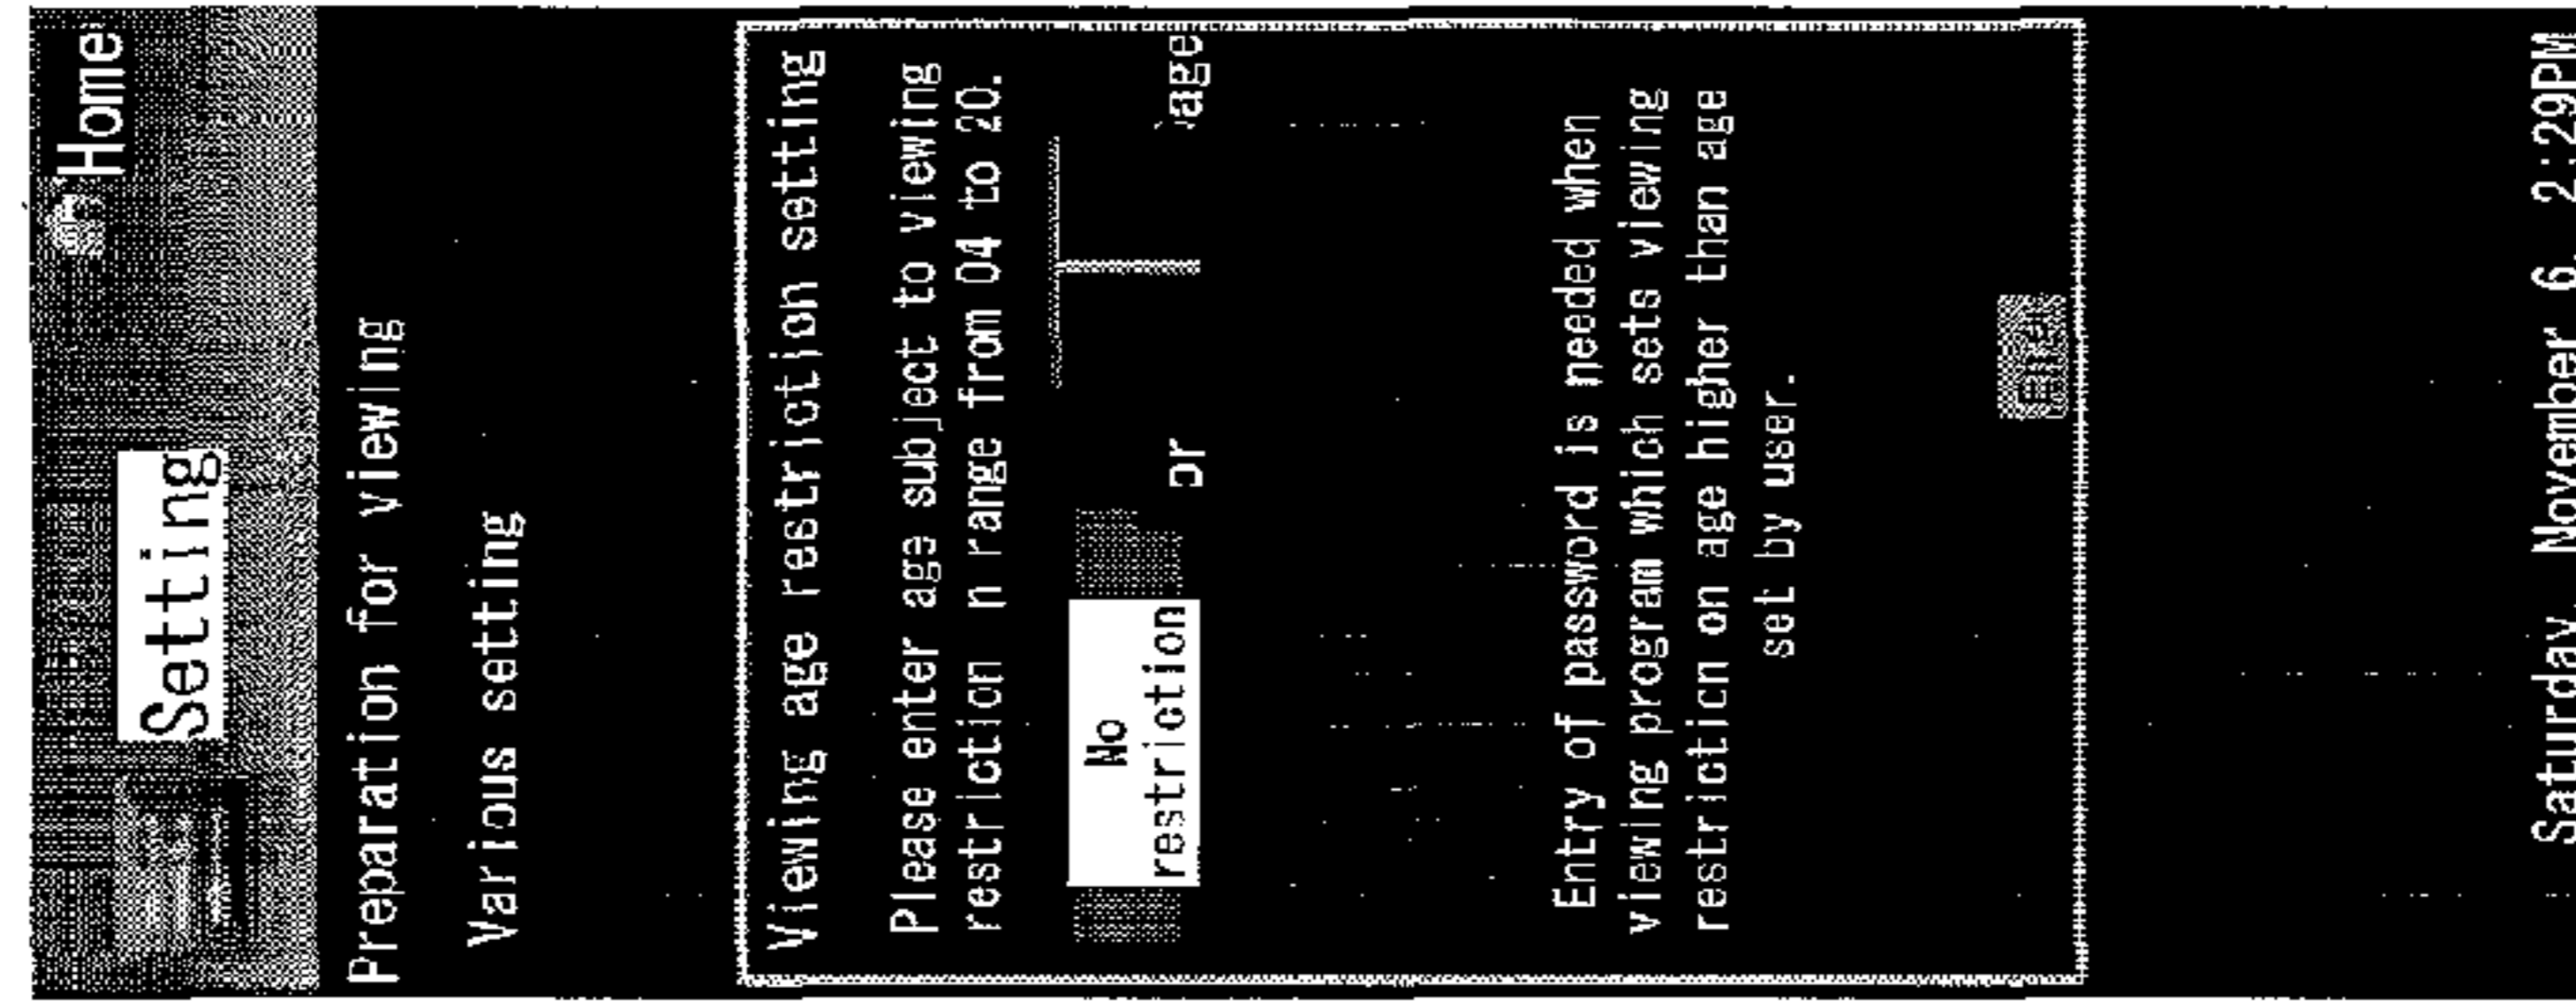 Home
Setting
Preparation for viewing
Various setting
Viewing age restriction setting
Please enter age subject to viewing
restriction n range from 04 to 20.
No
restriction
or
age
Entry of password is needed when
viewing program which sets viewing
restriction on age higher than age
set by user.
Saturday, November 6, 2:29PM